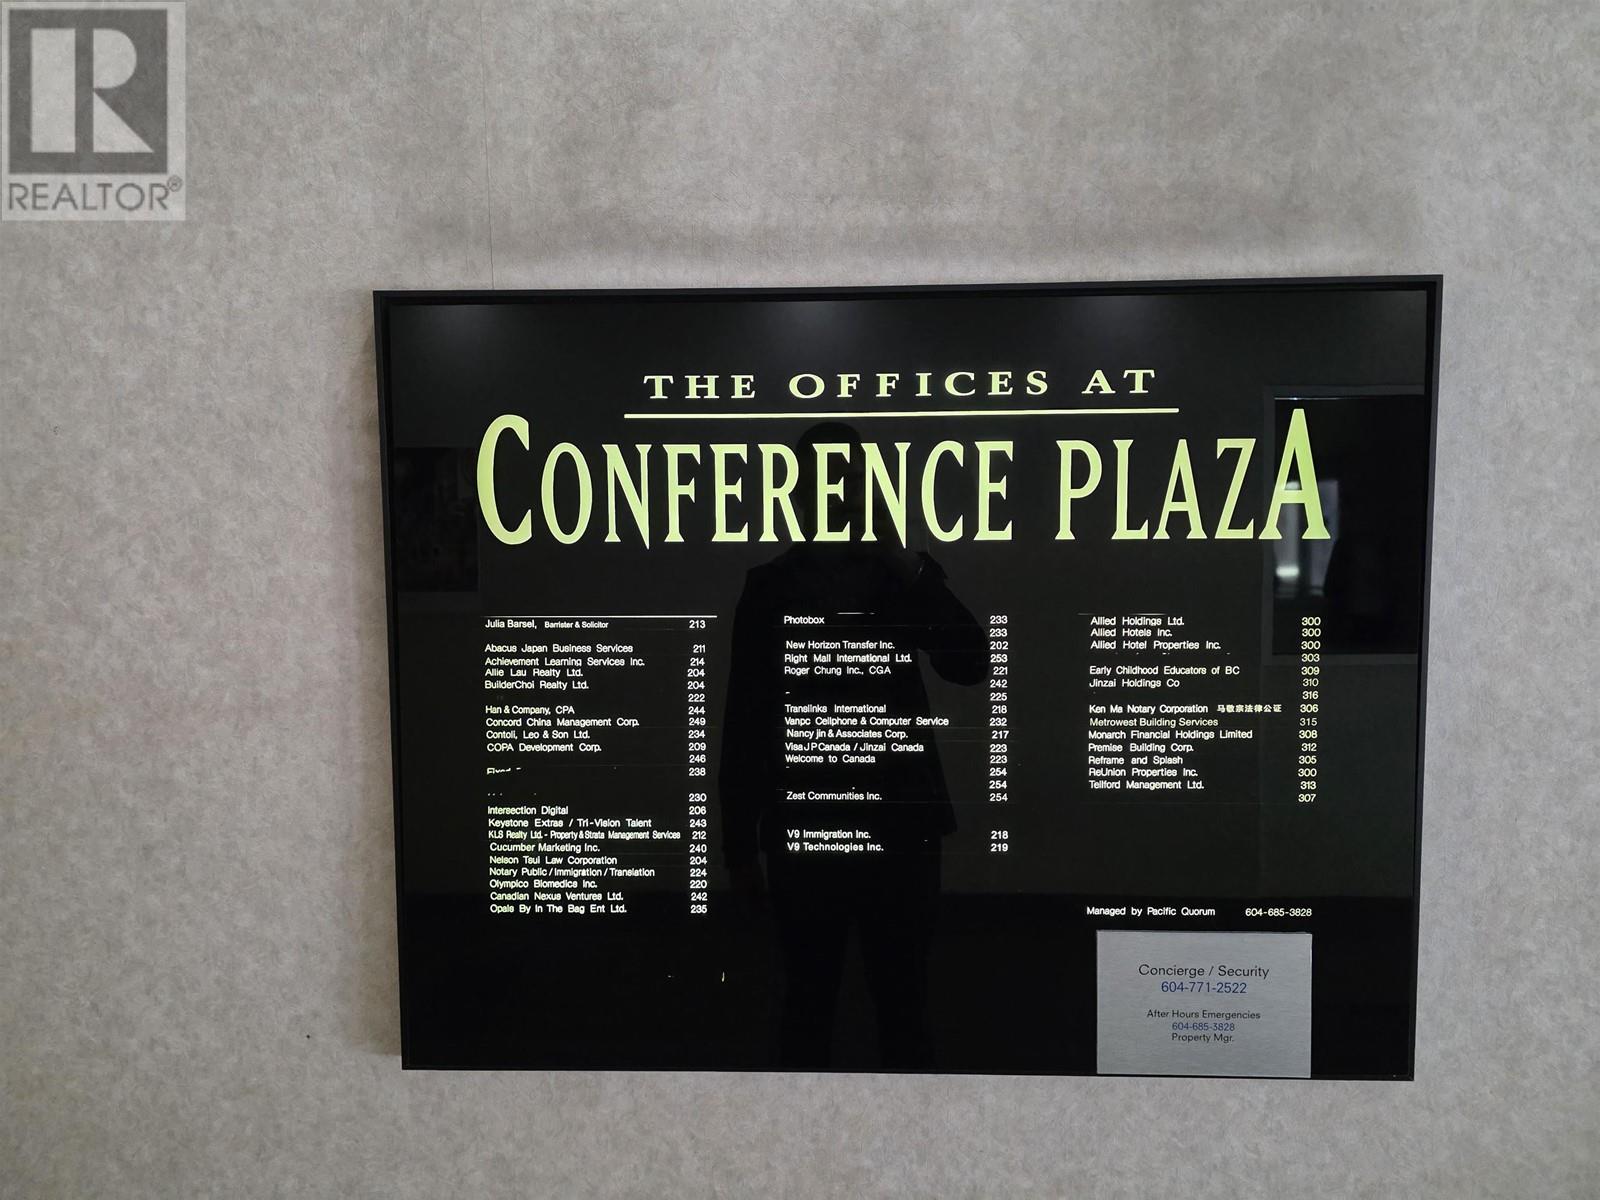 REALTOR®
THE OFFICES AT
CONFERENCE PLAZA
Julia Barsel, Barrister & Solicitor 213
Abacus Japan Business Services 211
Achievement Learning Services Inc. 214
Allie Lau Realty Ltd. 204
BuilderChoi Realty Ltd. 204
222
Han & Company, CPA 244
Concord China Management Corp. 249
Contoli, Leo & Son Ltd. 234
COPA Development Corp. 209
246
238
230
Intersection Digital 206
Keystone Extras / Tri-Vision Talent 243
KLS Realty Ltd. - Property & Strata Management Services 212
Cucumber Marketing Inc. 240
Nelson Tsui Law Corporation 204
Notary Public / Immigration / Translation 224
Olympico Biomedics Inc. 220
Canadian Nexus Ventures Ltd. 242
Opals By In The Bag Ent Ltd. 235
Photobox 233
233
New Horizon Transfer Inc. 202
Right Mall International Ltd. 253
Roger Chung Inc., CGA 221
242
225
Translinks International 218
Vanpc Cellphone & Computer Service 232
Nancy jin & Associates Corp. 217
Visa J P Canada / Jinzai Canada 223
Welcome to Canada 223
254
254
Zest Communities Inc. 254
V9 Immigration Inc. 218
V9 Technologies Inc. 219
Allied Holdings Ltd. 300
Allied Hotels Inc. 300
Allied Hotel Properties Inc. 300
303
Early Childhood Educators of BC 309
Jinzai Holdings Co 310
316
Ken Ma Notary Corporation 马敬宗法律公证 306
Metrowest Building Services 315
Monarch Financial Holdings Limited 308
Premise Building Corp. 312
Reframe and Splash 305
ReUnion Properties Inc. 300
Tellford Management Ltd. 313
307
Managed by Pacific Quorum 604-685-3828
Concierge / Security
604-771-2522
After Hours Emergencies
604-685-3828
Property Mgr.